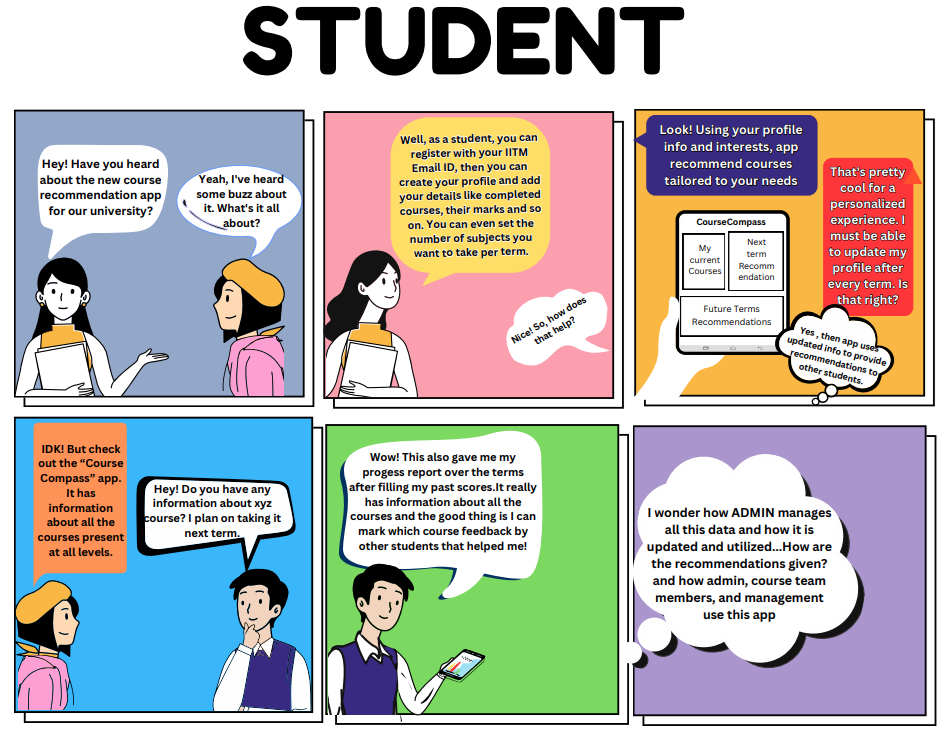 STUDENT
Hey! Have you heard
about the new course
recommendation app
for our university?
Yeah, I've heard
some buzz about
it. What's it all
about?
Well, as a student, you can
register with your IITM
Email ID, then you can
create your profile and add
your details like completed
courses, their marks and so
on. You can even set the
number of subjects you
want to take per term.
Nice! So, how does
that help?
Look! Using your profile
info and interests, app
recommend courses
tailored to your needs
That's pretty
cool for a
personalized
experience. I
must be able
to update my
profile after
every term. Is
that right?
CourseCompass
My
current
Courses
Next
term
Recomm
endation
Future Terms
Recommendations
Yes , then app uses
updated info to provide
recommendations to
other students.
IDK! But check
out the “Course
Compass” app.
It has
information
about all the
courses present
at all levels.
Hey! Do you have any
information about xyz
course? I plan on taking it
next term.
Wow! This also gave me my
progess report over the terms
after filling my past scores.It really
has information about all the
courses and the good thing is I can
mark which course feedback by
other students that helped me!
I wonder how ADMIN manages
all this data and how it is
updated and utilized...How are
the recommendations given?
and how admin, course team
members, and management
use this app